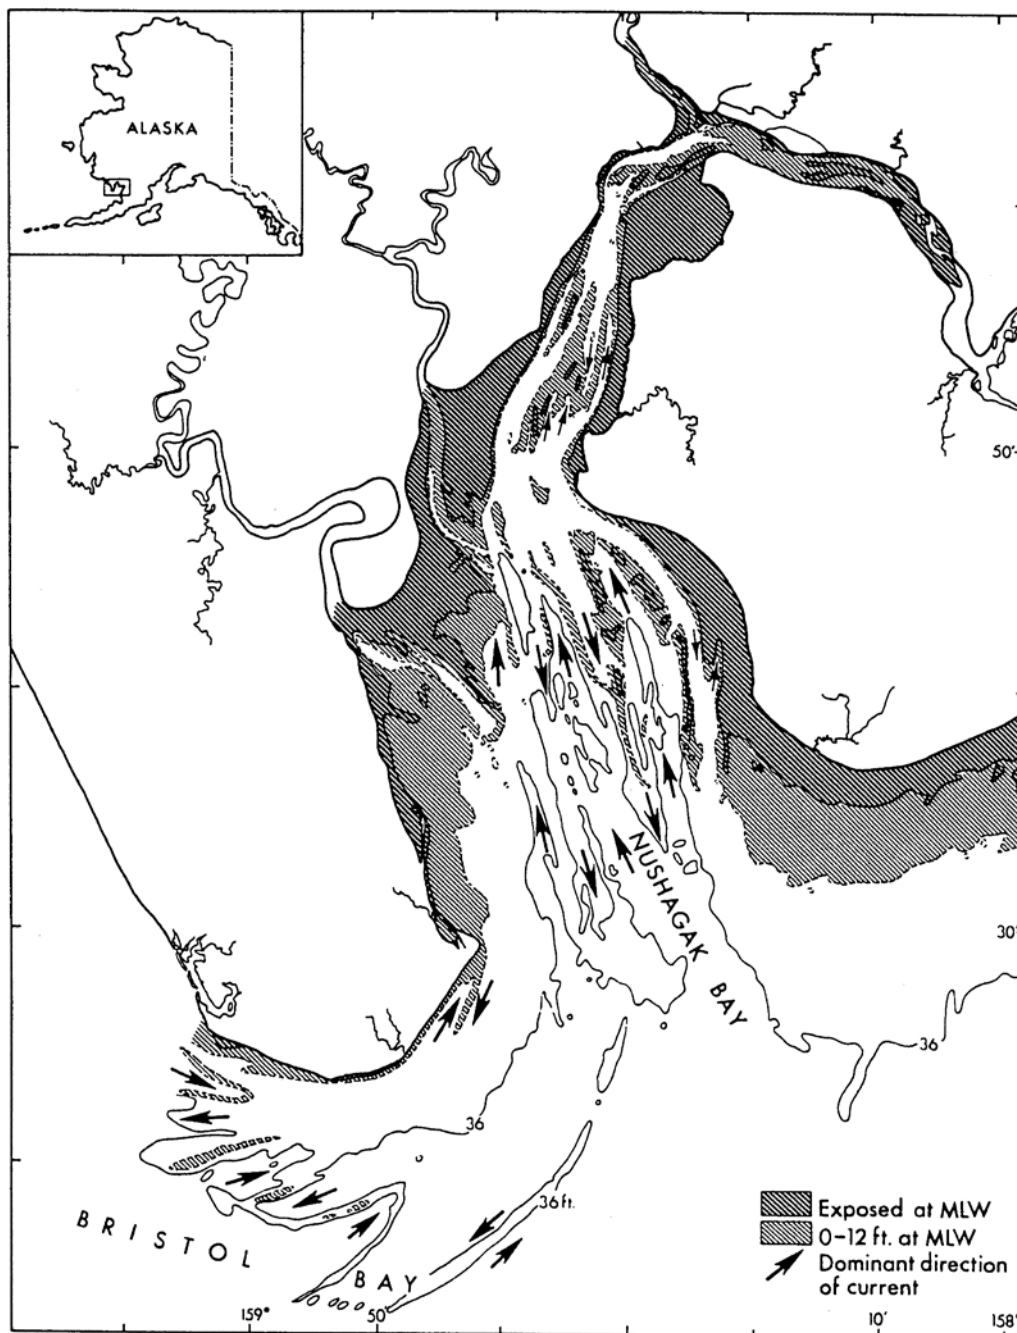 ALASKA
50'
NUSHAGAK
BAY
30'
36
36
36 ft.
BRISTOL
BAY
Exposed at MLW
0-12 ft. at MLW
Dominant direction
of current
159° 50' 10' 158°